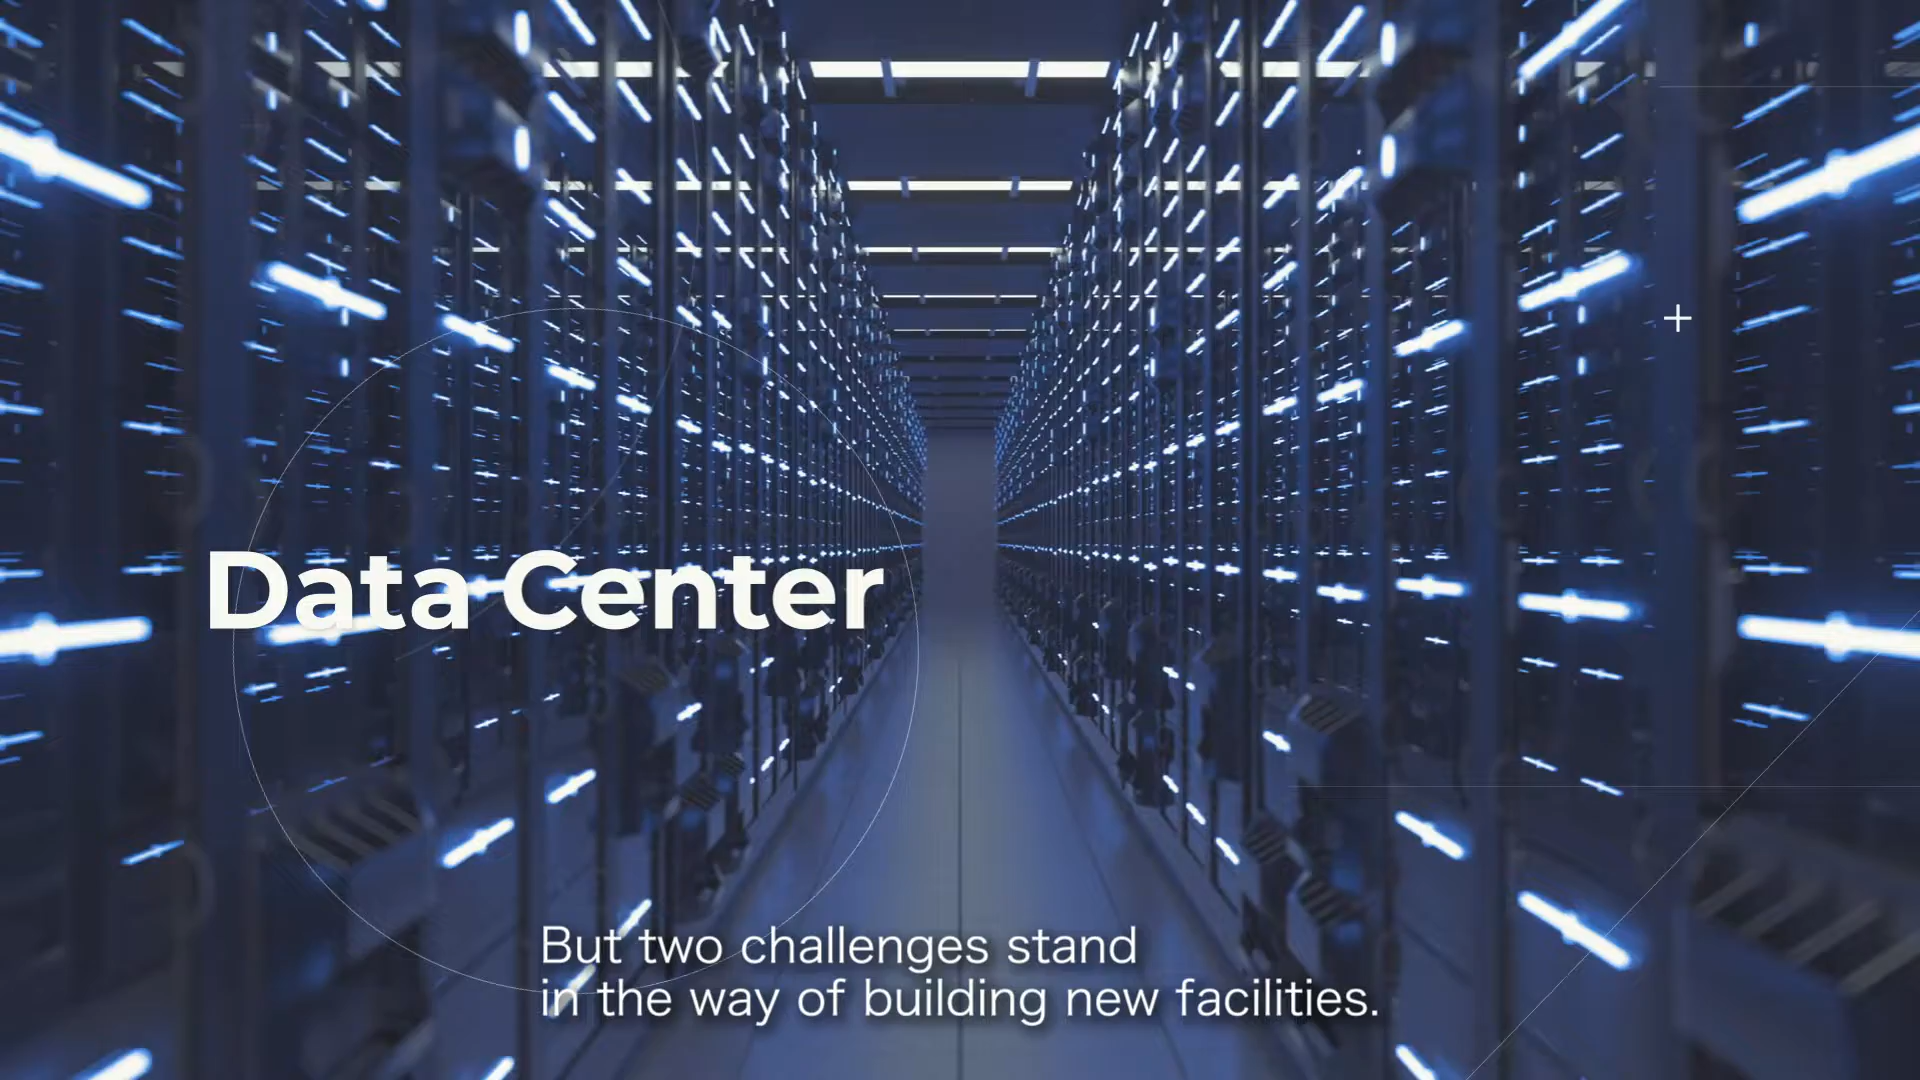 Data Center
But two challenges stand
in the way of building new facilities.